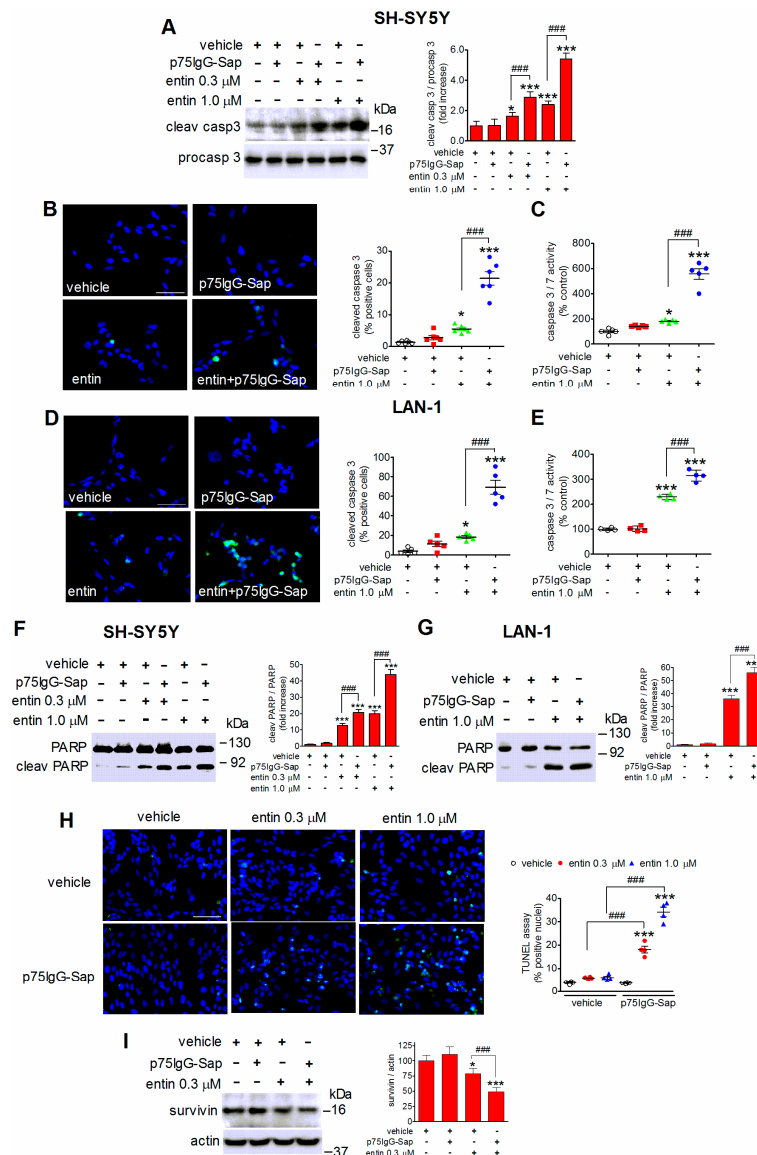 SH-SY5Y
A
vehicle + + + + + -
p75IgG-Sap - + - + - +
entin 0.3 μM - - + + - -
entin 1.0 μM - - - - + +
kDa
cleav casp3
–16
procasp 3
–37
cleav casp 3 / procasp 3
(fold increase)
6.0
4.0
2.0
0
*
***
***
***
###
###
vehicle
p75IgG-Sap
entin 0.3 μM
entin 1.0 μM
B
vehicle
p75IgG-Sap
entin
entin+p75IgG-Sap
cleaved caspase 3
(% positive cells)
30
20
10
0
*
***
###
vehicle + + + -
p75IgG-Sap - + - +
entin 1.0 μM - - + +
C
caspase 3 / 7 activity
(% control)
800
600
400
200
0
*
***
###
vehicle + + + -
p75IgG-Sap - + - +
entin 1.0 μM - - + +
LAN-1
D
vehicle
p75IgG-Sap
entin
entin+p75IgG-Sap
cleaved caspase 3
(% positive cells)
100
80
60
40
20
0
*
***
###
vehicle + + + -
p75IgG-Sap - + - +
entin 1.0 μM - - + +
E
caspase 3 / 7 activity
(% control)
400
300
200
100
0
***
***
###
vehicle + + + -
p75IgG-Sap - + - +
entin 1.0 μM - - + +
F
SH-SY5Y
vehicle + + + + + -
p75IgG-Sap - + - + - +
entin 0.3 μM - - + + - -
entin 1.0 μM - - - - + +
kDa
PARP
– 130
cleav PARP
– 92
cleav PARP / PARP
(fold increase)
50
40
30
20
10
0
***
***
***
***
###
###
vehicle
p75IgG-Sap
entin 0.3 μM
entin 1.0 μM
G
LAN-1
vehicle + + + -
p75IgG-Sap - + - +
entin 1.0 μM - - + +
kDa
– 130
PARP
– 92
cleav PARP
cleav PARP / PARP
(fold increase)
60
40
20
0
***
**
###
vehicle + + + -
p75IgG-Sap - + - +
entin 1.0 μM - - + +
H
vehicle
entin 0.3 μM
entin 1.0 μM
vehicle
p75IgG-Sap
vehicle
entin 0.3 μM
entin 1.0 μM
TUNEL assay
(% positive nuclei)
40
30
20
10
0
###
###
***
***
vehicle
p75IgG-Sap
I
vehicle + + + -
p75IgG-Sap - + - +
entin 0.3 μM - - + +
kDa
survivin
–16
actin
–37
survivin / actin
125
100
75
50
25
0
*
***
###
vehicle + + + -
p75IgG-Sap - + - +
entin 0.3 μM - - + +